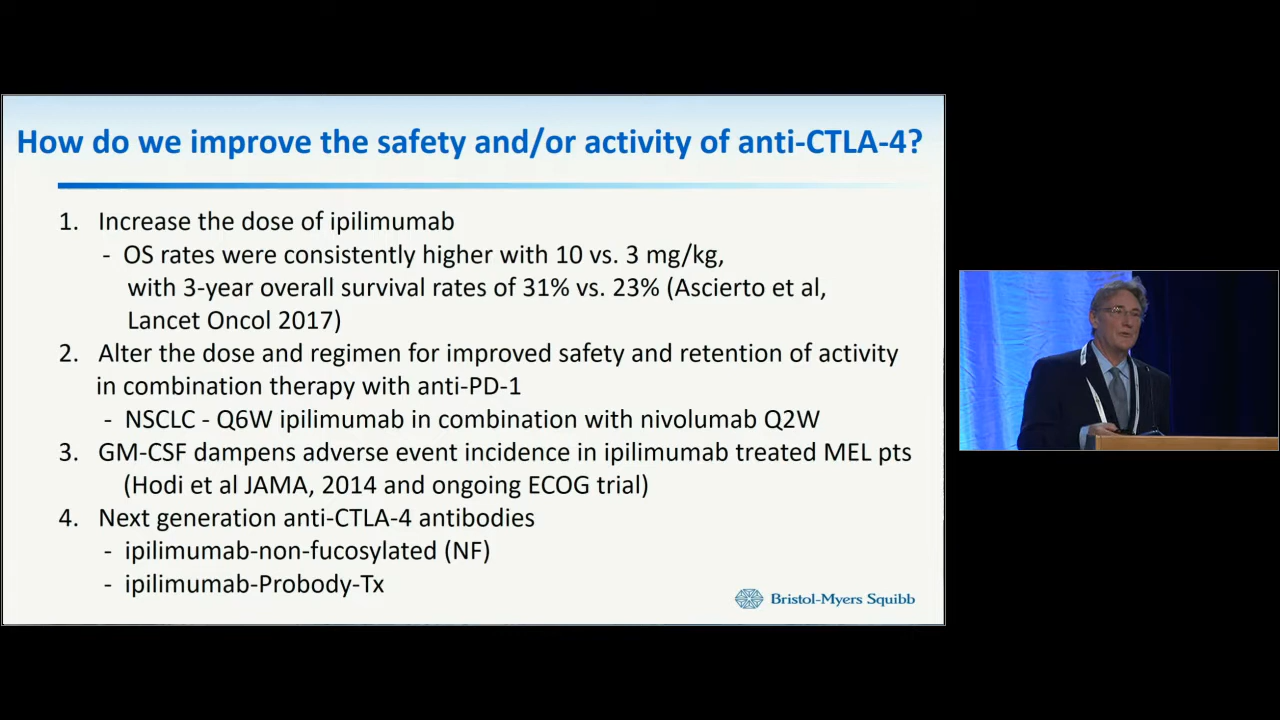 How do we improve the safety and/or activity of anti-CTLA-4?
1. Increase the dose of ipilimumab
- OS rates were consistently higher with 10 vs. 3 mg/kg,
with 3-year overall survival rates of 31% vs. 23% (Ascierto et al,
Lancet Oncol 2017)
2. Alter the dose and regimen for improved safety and retention of activity
in combination therapy with anti-PD-1
- NSCLC - Q6W ipilimumab in combination with nivolumab Q2W
3. GM-CSF dampens adverse event incidence in ipilimumab treated MEL pts
(Hodi et al JAMA, 2014 and ongoing ECOG trial)
4. Next generation anti-CTLA-4 antibodies
- ipilimumab-non-fucosylated (NF)
- ipilimumab-Probody-Tx
Bristol-Myers Squibb